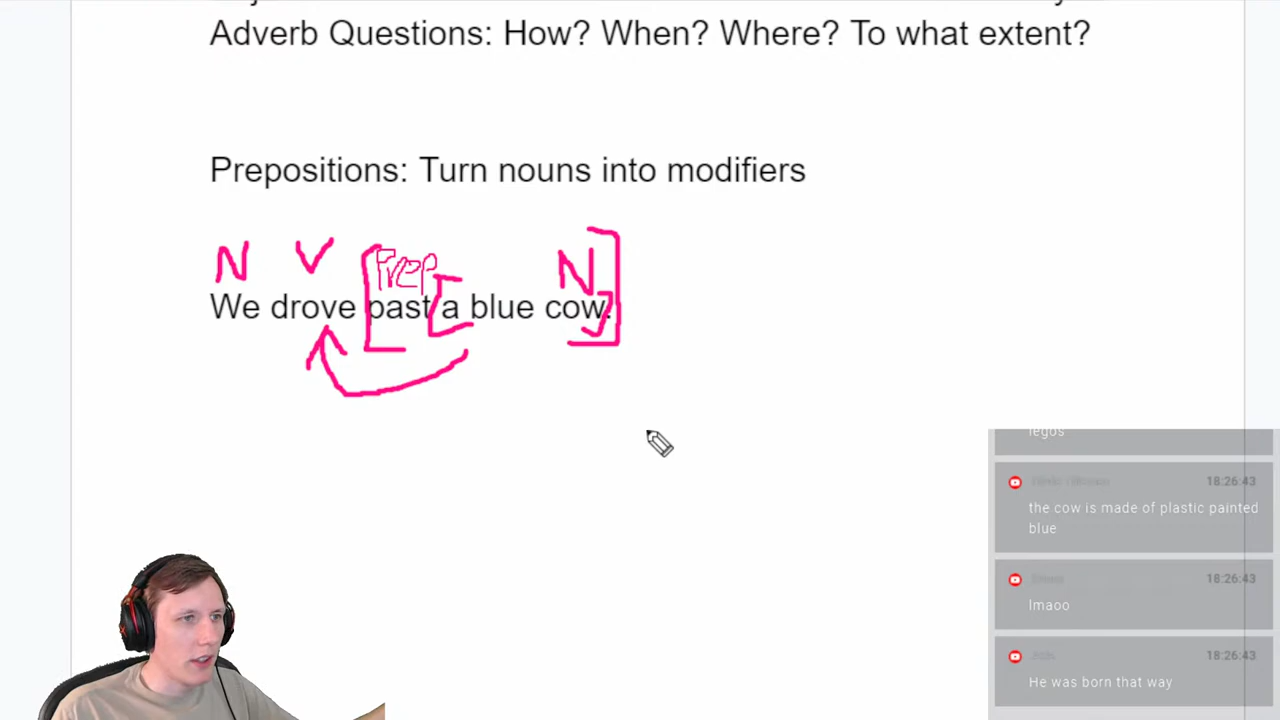 Adverb Questions: How? When? Where? To what extent?
Prepositions: Turn nouns into modifiers
N V Prep N
We drove past a blue cow.
legos
18:26:43
the cow is made of plastic painted
blue
18:26:43
lmaoo
18:26:43
He was born that way